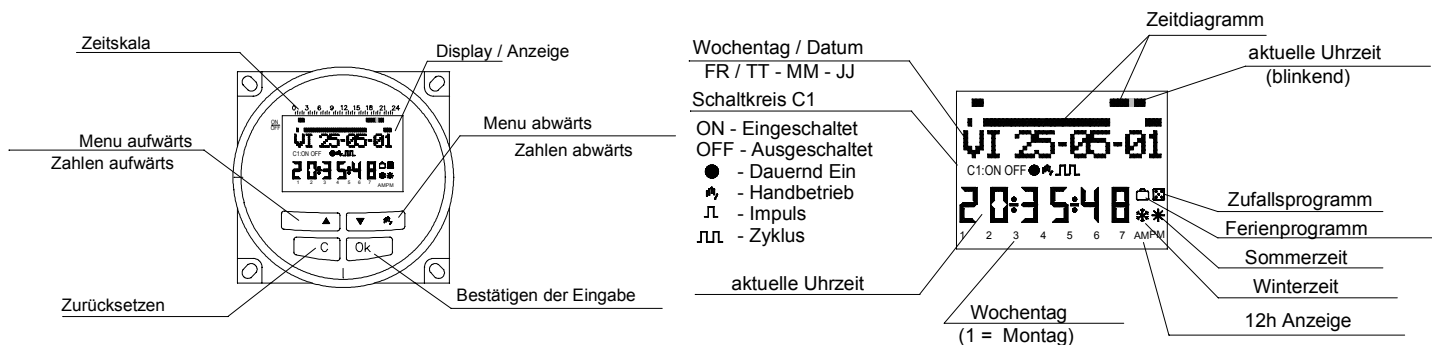 Zeitskala
Display / Anzeige
0 3 6 9 12 15 18 21 24
ON
OFF
VI 25-05-01
C1:ON OFF
20:35:48
1 2 3 4 5 6 7 AMPM
Menu aufwärts
Zahlen aufwärts
Menu abwärts
Zahlen abwärts
C
Ok
Zurücksetzen
Bestätigen der Eingabe
Zeitdiagramm
Wochentag / Datum
FR / TT - MM - JJ
aktuelle Uhrzeit
(blinkend)
Schaltkreis C1
ON - Eingeschaltet
OFF - Ausgeschaltet
- Dauernd Ein
- Handbetrieb
- Impuls
- Zyklus
VI 25-05-01
C1:ON OFF
20:35:48
1 2 3 4 5 6 7 AMPM
Zufallsprogramm
Ferienprogramm
Sommerzeit
Winterzeit
12h Anzeige
aktuelle Uhrzeit
Wochentag
(1 = Montag)